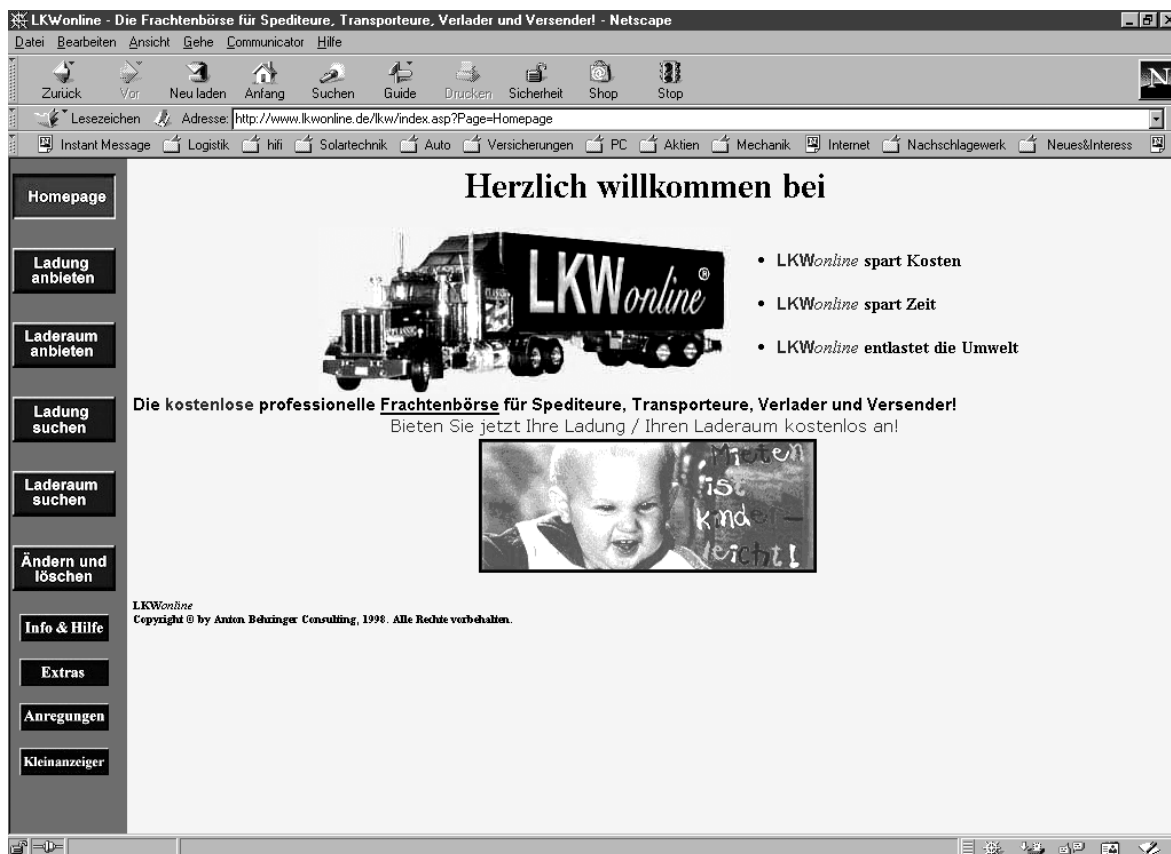 LKWonline - Die Frachtenbörse für Spediteure, Transporteure, Verlader und Versender! - Netscape
Datei Bearbeiten Ansicht Gehe Communicator Hilfe
Zurück Vor Neu laden Anfang Suchen Guide Drucken Sicherheit Shop Stop
N
Lesezeichen Adresse: http://www.lkwonline.de/lkw/index.asp?Page=Homepage
Instant Message Logistik hifi Solartechnik Auto Versicherungen PC Aktien Mechanik Internet Nachschlagewerk Neues&Interess
Homepage
Ladung
anbieten
Laderaum
anbieten
Ladung
suchen
Laderaum
suchen
Ändern und
löschen
Info & Hilfe
Extras
Anregungen
Kleinanzeiger
Herzlich willkommen bei
LKWonline®
• LKWonline spart Kosten
• LKWonline spart Zeit
• LKWonline entlastet die Umwelt
Die kostenlose professionelle Frachtenbörse für Spediteure, Transporteure, Verlader und Versender!
Bieten Sie jetzt Ihre Ladung / Ihren Laderaum kostenlos an!
Mieten
ist
kinder-
leicht!
LKWonline
Copyright © by Anton Behringer Consulting, 1998. Alle Rechte vorbehalten.